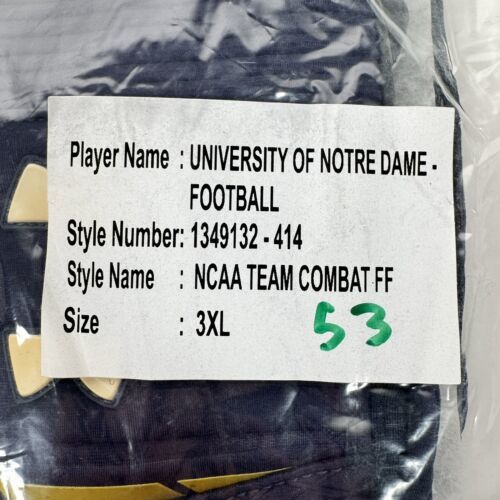 Player Name : UNIVERSITY OF NOTRE DAME -
FOOTBALL
Style Number: 1349132 - 414
Style Name : NCAA TEAM COMBAT FF
Size : 3XL 53